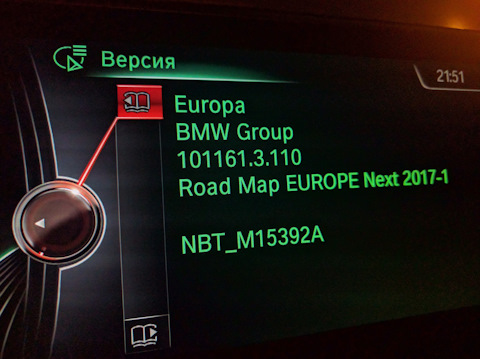 Версия
21:51
Europa
BMW Group
101161.3.110
Road Map EUROPE Next 2017-1
NBT_M15392A